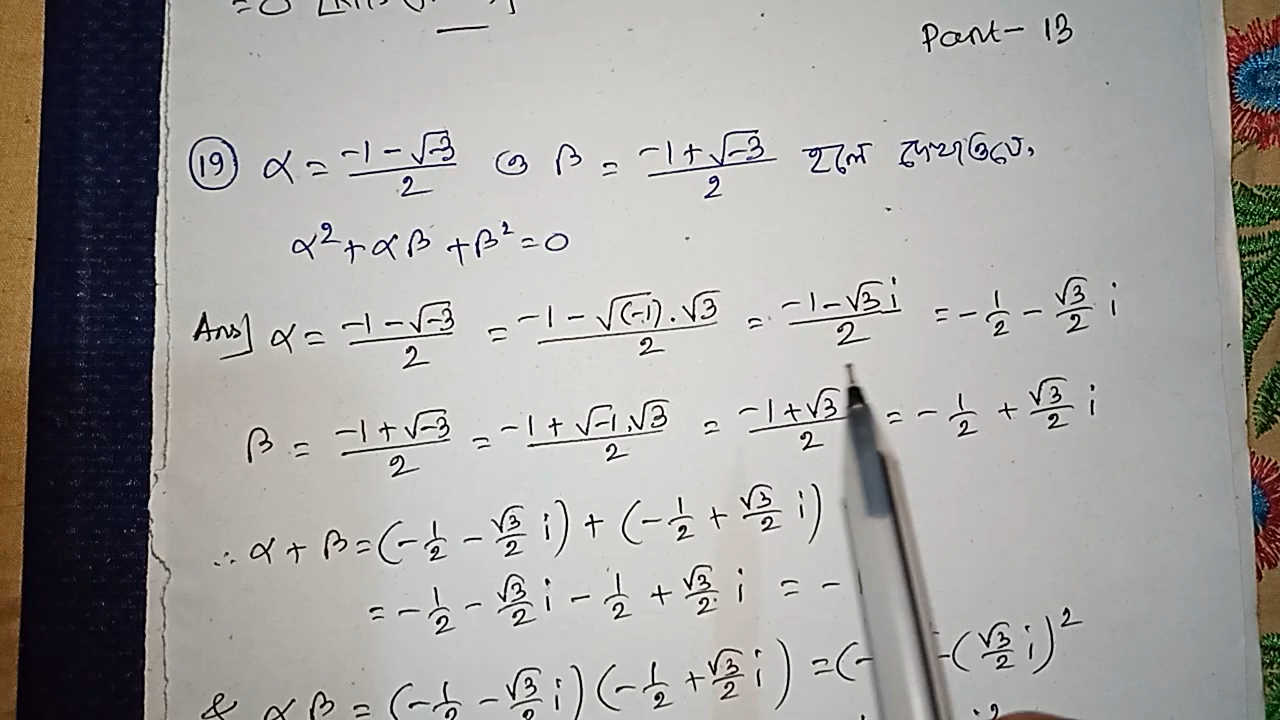 Part- 13
(19) α = (-1-√-3)/2 ও β = (-1+√-3)/2 হলে দেখাও যে,
α² + αβ + β² = 0
Ans] α = (-1-√-3)/2 = (-1-√(-1).√3)/2 = (-1-√3 i)/2 = -1/2 - √3/2 i
β = (-1+√-3)/2 = (-1+√-1.√3)/2 = (-1+√3)/2 = -1/2 + √3/2 i
∴ α + β = (-1/2 - √3/2 i) + (-1/2 + √3/2 i)
= -1/2 - √3/2 i - 1/2 + √3/2 i = -1
& αβ = (-1/2 - √3/2 i)(-1/2 + √3/2 i) = (- -(√3/2 i)²